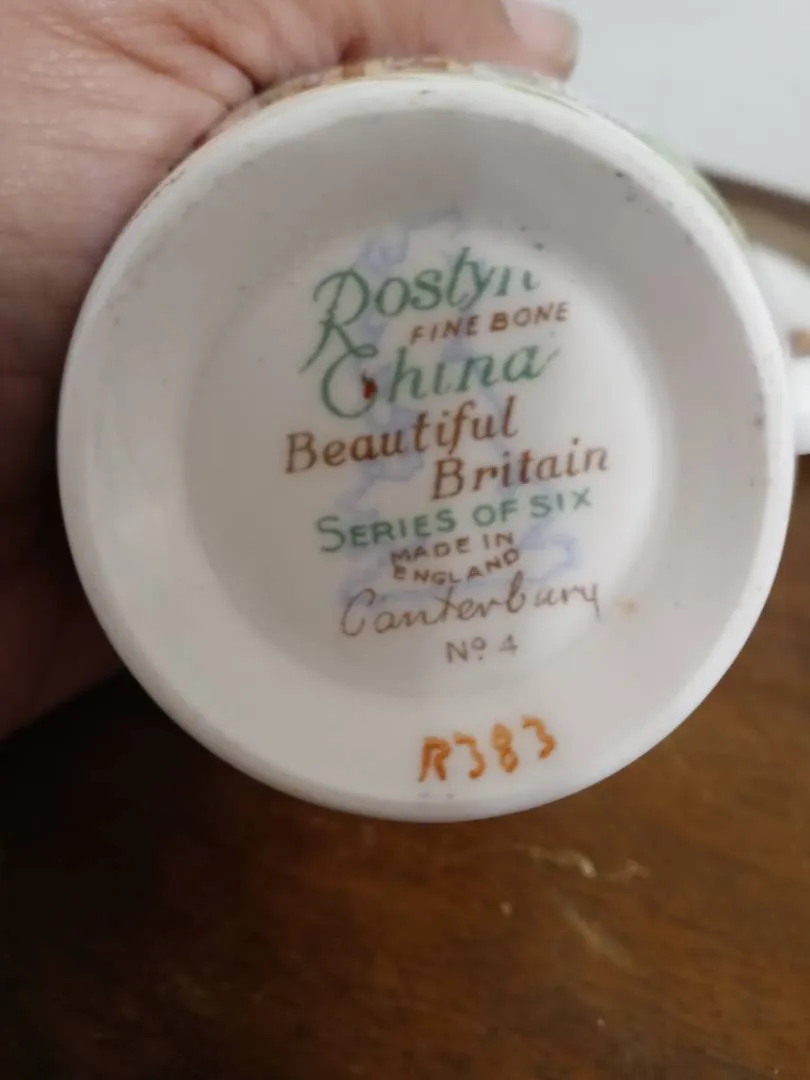 Roslyn
FINE BONE
China
Beautiful
Britain
SERIES OF SIX
MADE IN
ENGLAND
Canterbury
Nº 4
R383